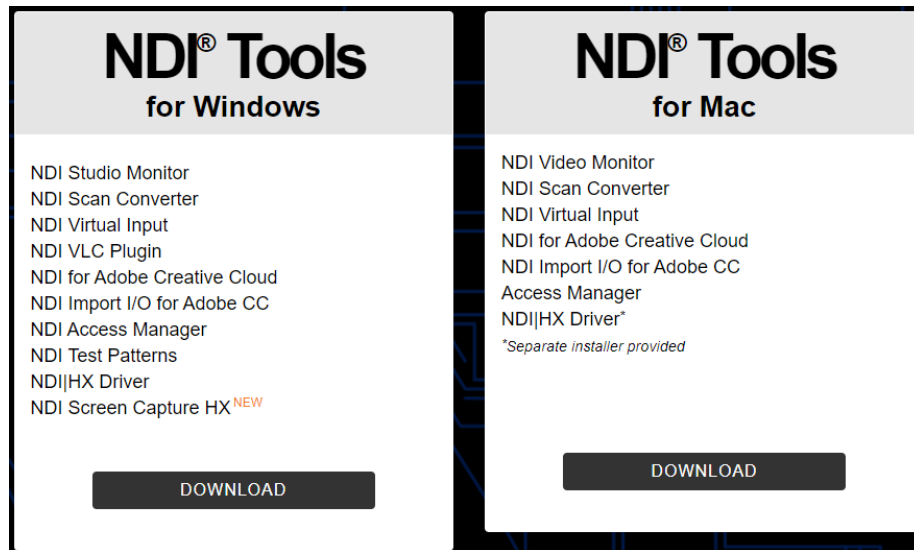 NDI® Tools
for Windows
NDI Studio Monitor
NDI Scan Converter
NDI Virtual Input
NDI VLC Plugin
NDI for Adobe Creative Cloud
NDI Import I/O for Adobe CC
NDI Access Manager
NDI Test Patterns
NDI|HX Driver
NDI Screen Capture HX NEW
DOWNLOAD
NDI® Tools
for Mac
NDI Video Monitor
NDI Scan Converter
NDI Virtual Input
NDI for Adobe Creative Cloud
NDI Import I/O for Adobe CC
Access Manager
NDI|HX Driver*
*Separate installer provided
DOWNLOAD